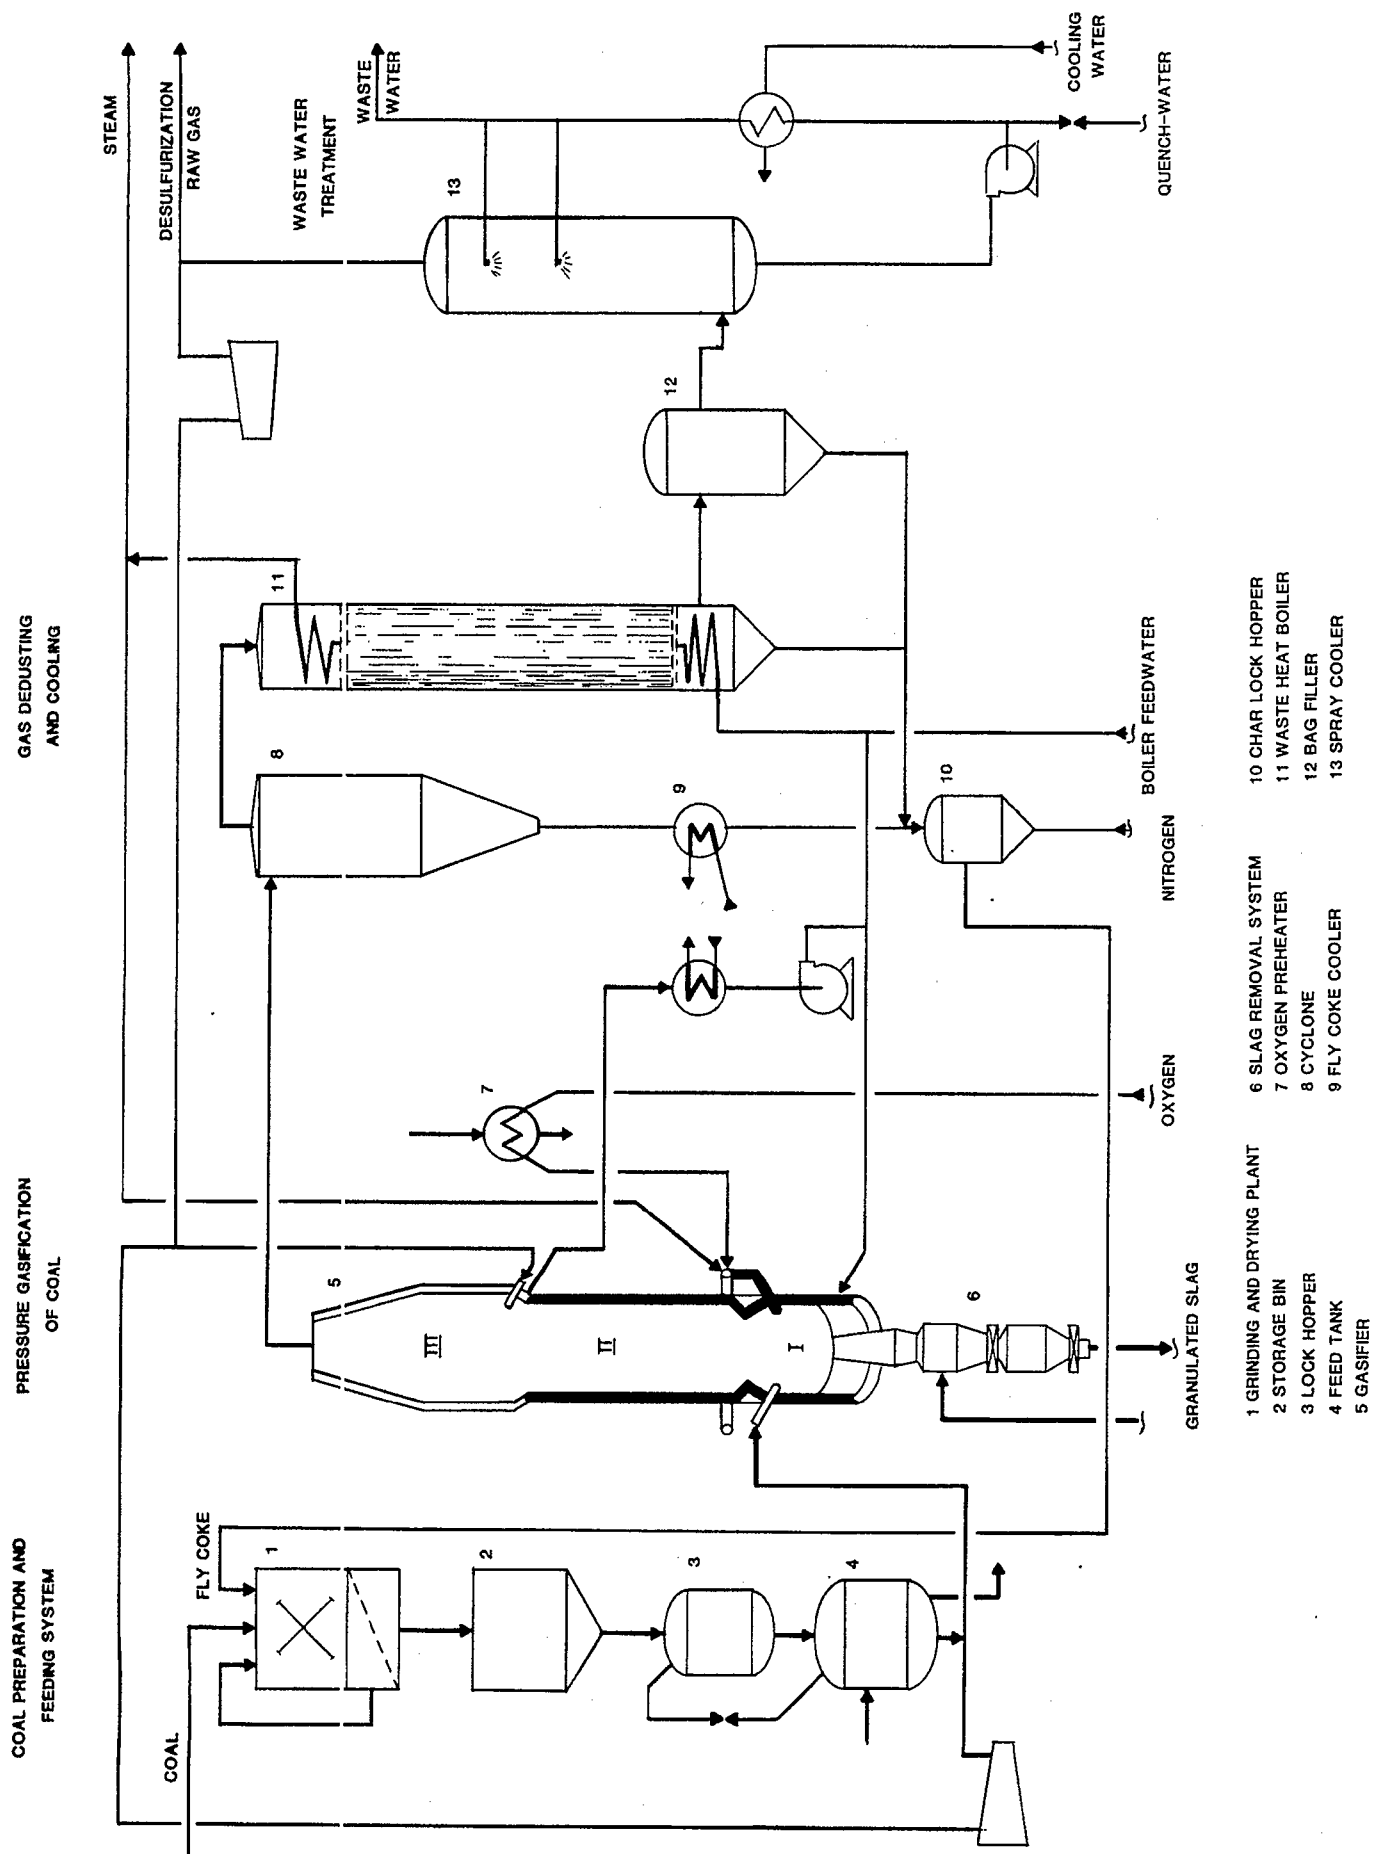 COAL PREPARATION AND
FEEDING SYSTEM
PRESSURE GASIFICATION
OF COAL
GAS DEDUSTING
AND COOLING
STEAM
DESULFURIZATION
RAW GAS
WASTE WATER
TREATMENT
WASTE
WATER
COAL
FLY COKE
1
2
3
4
5
III
II
I
6
7
8
9
10
11
12
13
GRANULATED SLAG
OXYGEN
NITROGEN
BOILER FEEDWATER
QUENCH-WATER
COOLING
WATER
1 GRINDING AND DRYING PLANT
2 STORAGE BIN
3 LOCK HOPPER
4 FEED TANK
5 GASIFIER
6 SLAG REMOVAL SYSTEM
7 OXYGEN PREHEATER
8 CYCLONE
9 FLY COKE COOLER
10 CHAR LOCK HOPPER
11 WASTE HEAT BOILER
12 BAG FILLER
13 SPRAY COOLER